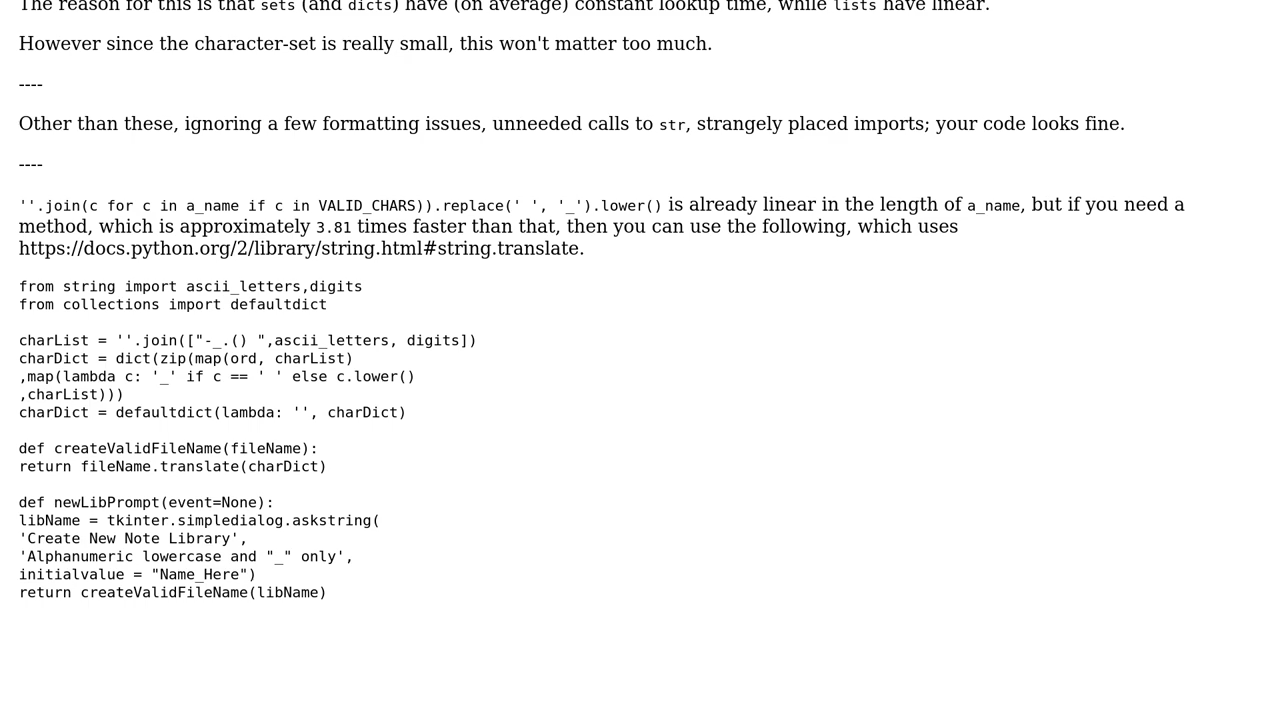 The reason for this is that sets (and dicts) have (on average) constant lookup time, while lists have linear.
However since the character-set is really small, this won't matter too much.
----
Other than these, ignoring a few formatting issues, unneeded calls to str, strangely placed imports; your code looks fine.
----
''.join(c for c in a_name if c in VALID_CHARS)).replace(' ', '_').lower() is already linear in the length of a_name, but if you need a
method, which is approximately 3.81 times faster than that, then you can use the following, which uses
https://docs.python.org/2/library/string.html#string.translate.
from string import ascii_letters,digits
from collections import defaultdict
charList = ''.join(["-_.() ",ascii_letters, digits])
charDict = dict(zip(map(ord, charList)
,map(lambda c: '_' if c == ' ' else c.lower()
,charList)))
charDict = defaultdict(lambda: '', charDict)
def createValidFileName(fileName):
return fileName.translate(charDict)
def newLibPrompt(event=None):
libName = tkinter.simpledialog.askstring(
'Create New Note Library',
'Alphanumeric lowercase and "_" only',
initialvalue = "Name_Here")
return createValidFileName(libName)